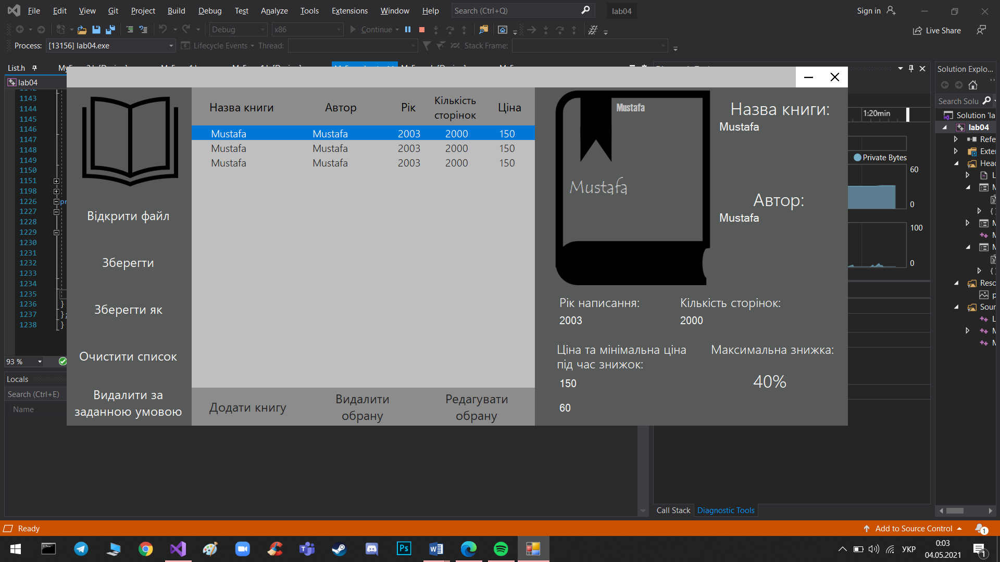 File Edit View Git Project Build Debug Test Analyze Tools Extensions Window Help Search (Ctrl+Q) lab04 Sign in
Debug x86 Continue Live Share
Process: [13156] lab04.exe Lifecycle Events Thread: Stack Frame:
List.h
Solution Explo...
lab04
Search Solu
Solution 'la
lab04
Refe
Exter
Head
Reso
Sour
1:20min
Private Bytes
60
0
100
0
1143
1144
1145
1146
1147
1148
1149
1150
1151
1198
1226 pr
1227
1228
1229
1230
1231
1232
1233
1234
1235
1236 }
1237 };
1238 }
93 %
Locals
Search (Ctrl+E)
Name
Відкрити файл
Зберегти
Зберегти як
Очистити список
Видалити за
заданною умовою
Назва книги Автор Рік Кількість сторінок Ціна
Mustafa Mustafa 2003 2000 150
Mustafa Mustafa 2003 2000 150
Mustafa Mustafa 2003 2000 150
Додати книгу
Видалити
обрану
Редагувати
обрану
Mustafa
Mustafa
Назва книги:
Mustafa
Автор:
Mustafa
Рік написання:
2003
Кількість сторінок:
2000
Ціна та мінімальна ціна
під час знижок:
150
60
Максимальна знижка:
40%
Call Stack Diagnostic Tools
Ready Add to Source Control 1
Ps УКР 0:03
04.05.2021 1